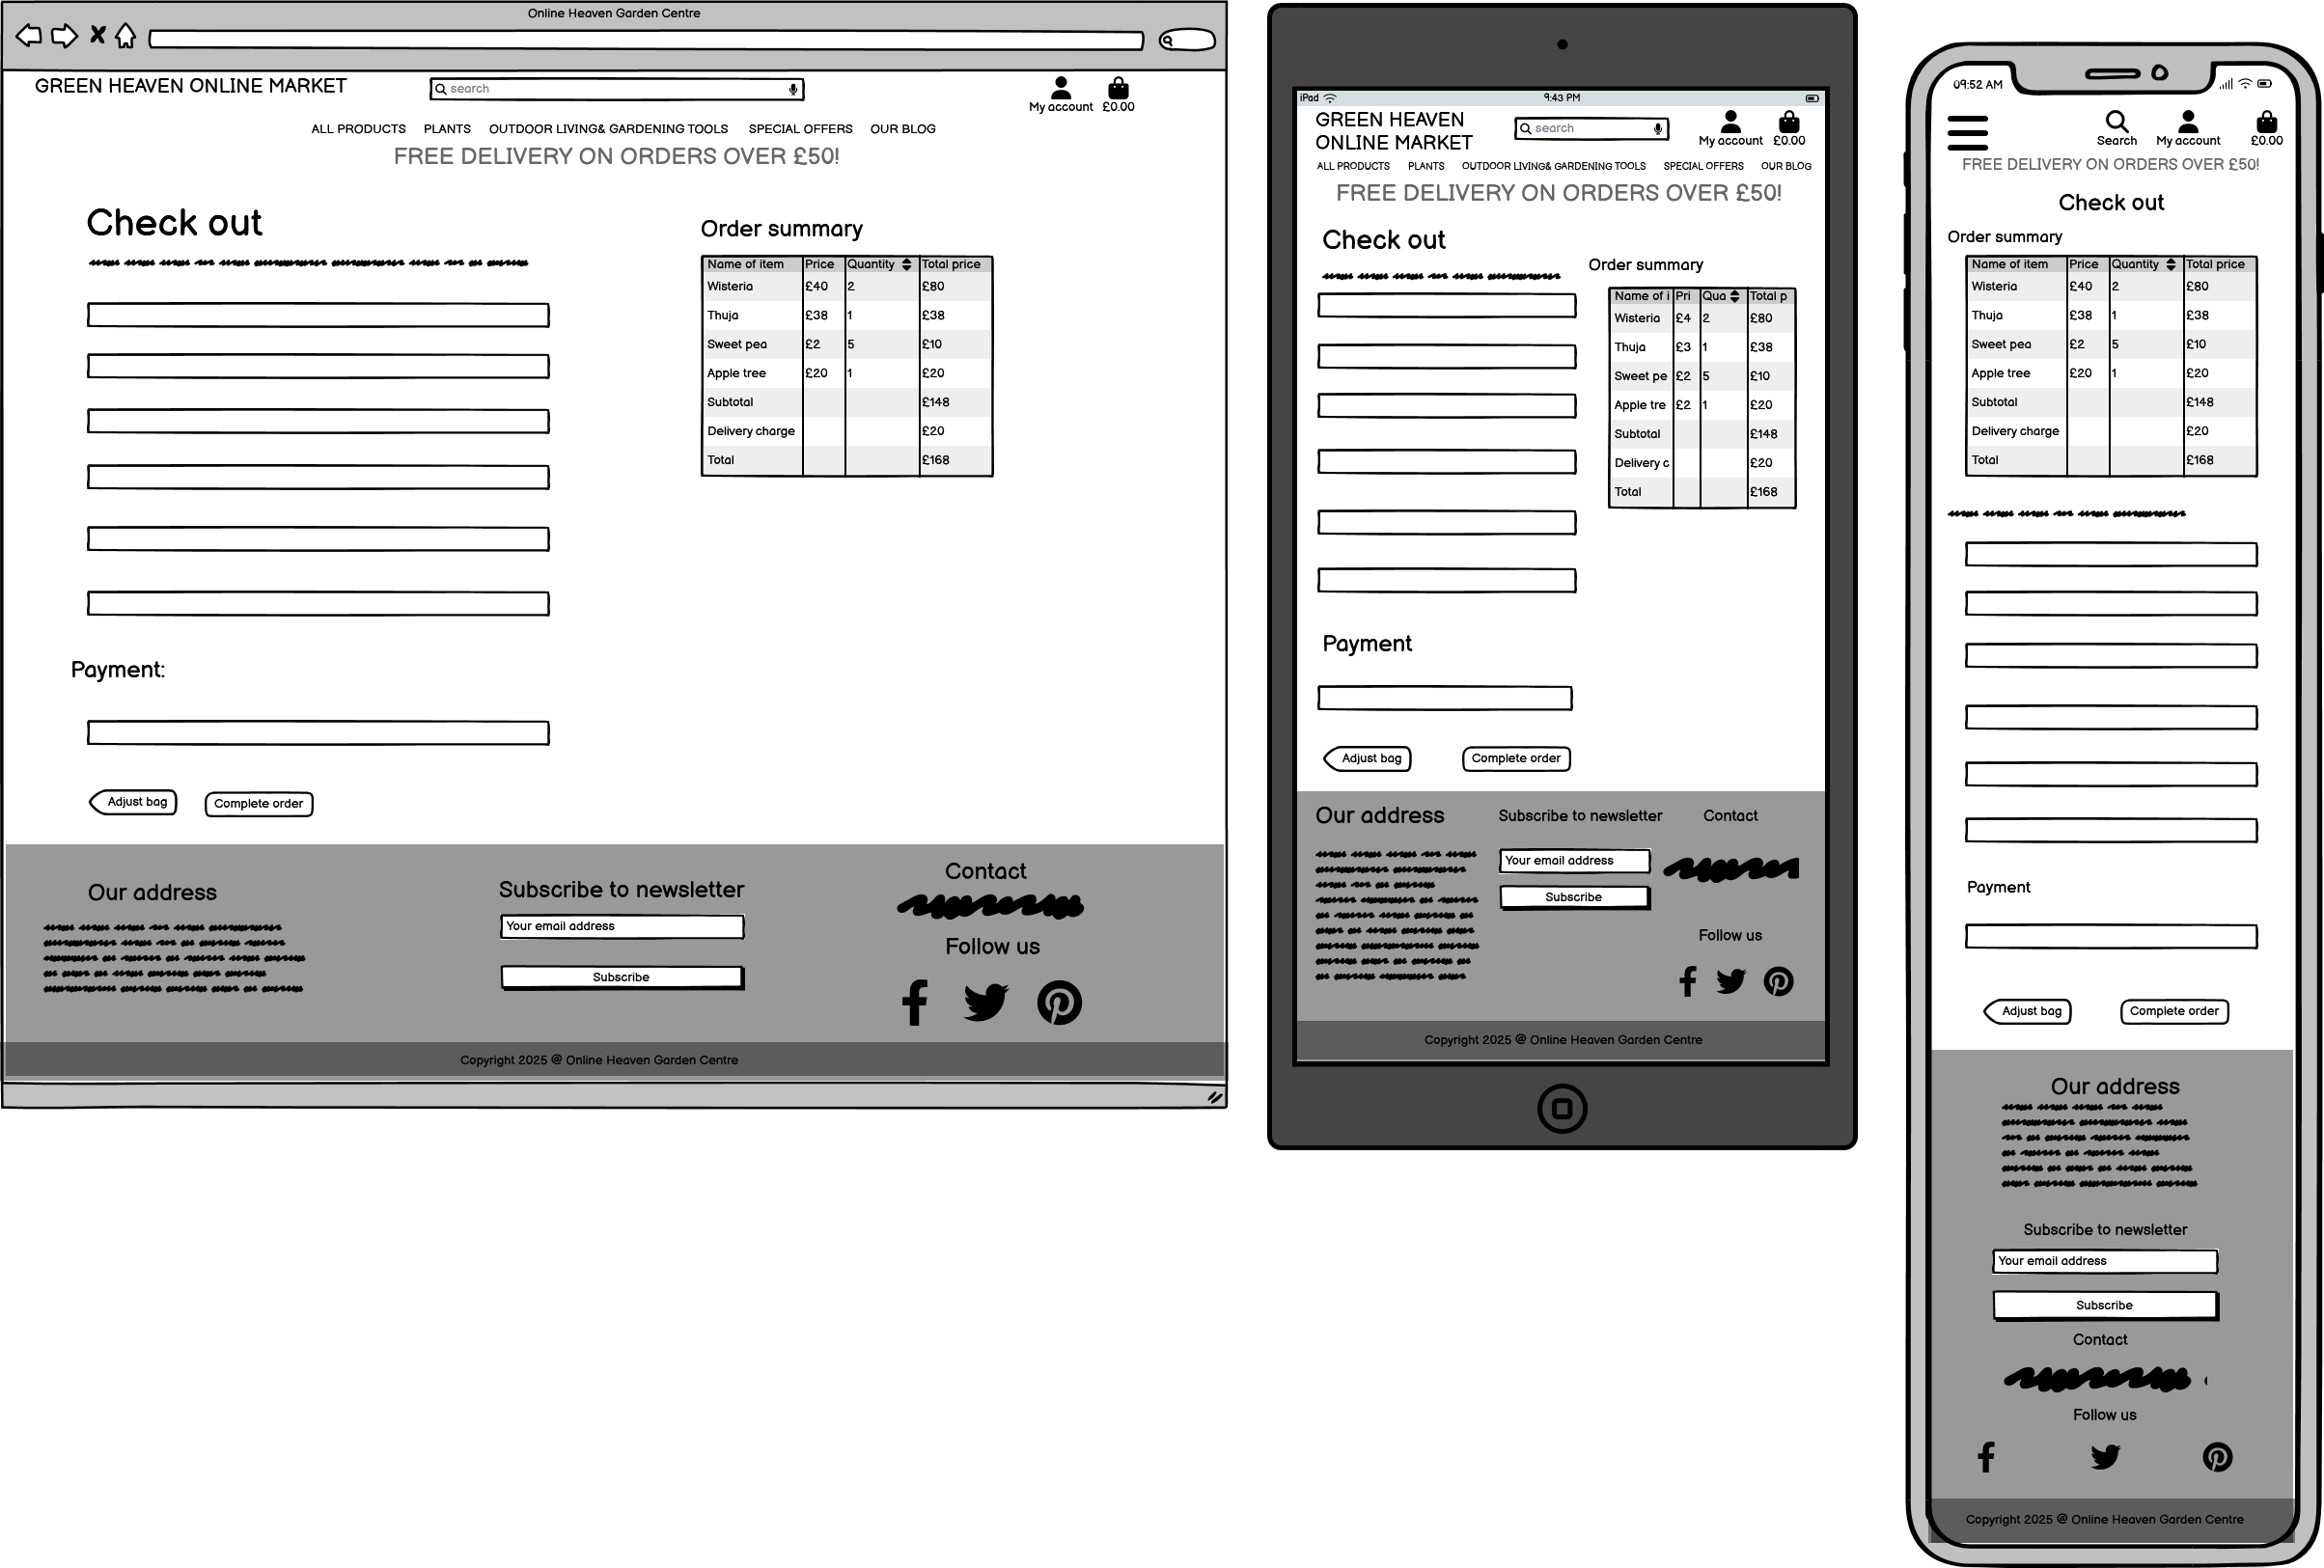 Online Heaven Garden Centre
GREEN HEAVEN ONLINE MARKET
search
My account £0.00
ALL PRODUCTS PLANTS OUTDOOR LIVING& GARDENING TOOLS SPECIAL OFFERS OUR BLOG
FREE DELIVERY ON ORDERS OVER £50!
Check out
Order summary
Name of item Price Quantity Total price
Wisteria £40 2 £80
Thuja £38 1 £38
Sweet pea £2 5 £10
Apple tree £20 1 £20
Subtotal £148
Delivery charge £20
Total £168
Payment:
Adjust bag Complete order
Our address
Subscribe to newsletter
Your email address
Subscribe
Contact
Follow us
Copyright 2025 @ Online Heaven Garden Centre
iPad 9:43 PM
GREEN HEAVEN
ONLINE MARKET
search
My account £0.00
ALL PRODUCTS PLANTS OUTDOOR LIVING& GARDENING TOOLS SPECIAL OFFERS OUR BLOG
FREE DELIVERY ON ORDERS OVER £50!
Check out
Order summary
Name of i Pri Qua Total p
Wisteria £4 2 £80
Thuja £3 1 £38
Sweet pe £2 5 £10
Apple tre £2 1 £20
Subtotal £148
Delivery c £20
Total £168
Payment
Adjust bag Complete order
Our address
Subscribe to newsletter
Your email address
Subscribe
Contact
Follow us
Copyright 2025 @ Online Heaven Garden Centre
09:52 AM
Search My account £0.00
FREE DELIVERY ON ORDERS OVER £50!
Check out
Order summary
Name of item Price Quantity Total price
Wisteria £40 2 £80
Thuja £38 1 £38
Sweet pea £2 5 £10
Apple tree £20 1 £20
Subtotal £148
Delivery charge £20
Total £168
Payment
Adjust bag Complete order
Our address
Subscribe to newsletter
Your email address
Subscribe
Contact
Follow us
Copyright 2025 @ Online Heaven Garden Centre